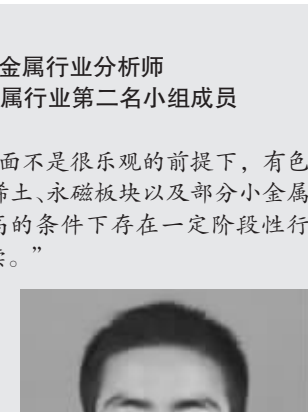 金属行业分析师
属行业第二名小组成员
面不是很乐观的前提下，有色
稀土、永磁板块以及部分小金属
高的条件下存在一定阶段性行
卖。”